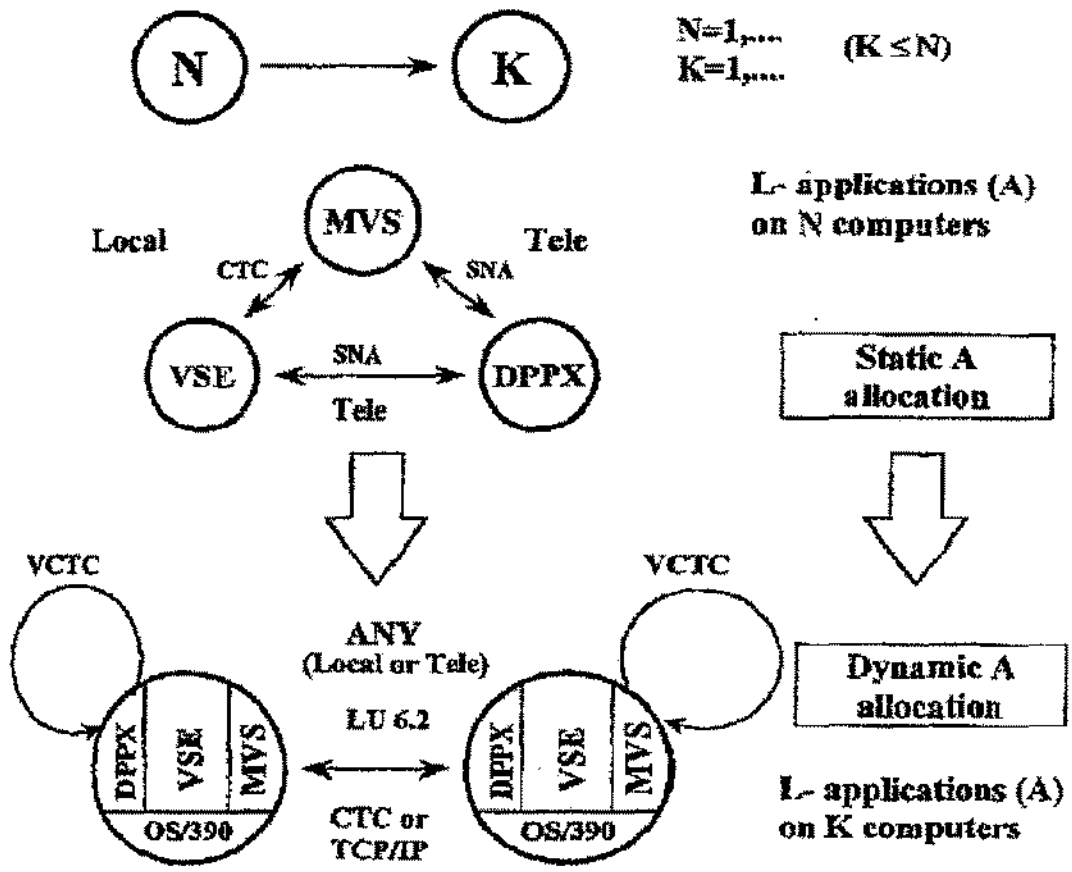 N
K
N=1,....
K=1,....
(K ≤ N)
MVS
L- applications (A)
on N computers
Local
Tele
CTC
SNA
VSE
SNA
Tele
DPPX
Static A
allocation
VCTC
VCTC
ANY
(Local or Tele)
LU 6.2
Dynamic A
allocation
DPPX
VSE
MVS
OS/390
CTC or
TCP/IP
DPPX
VSE
MVS
OS/390
L- applications (A)
on K computers